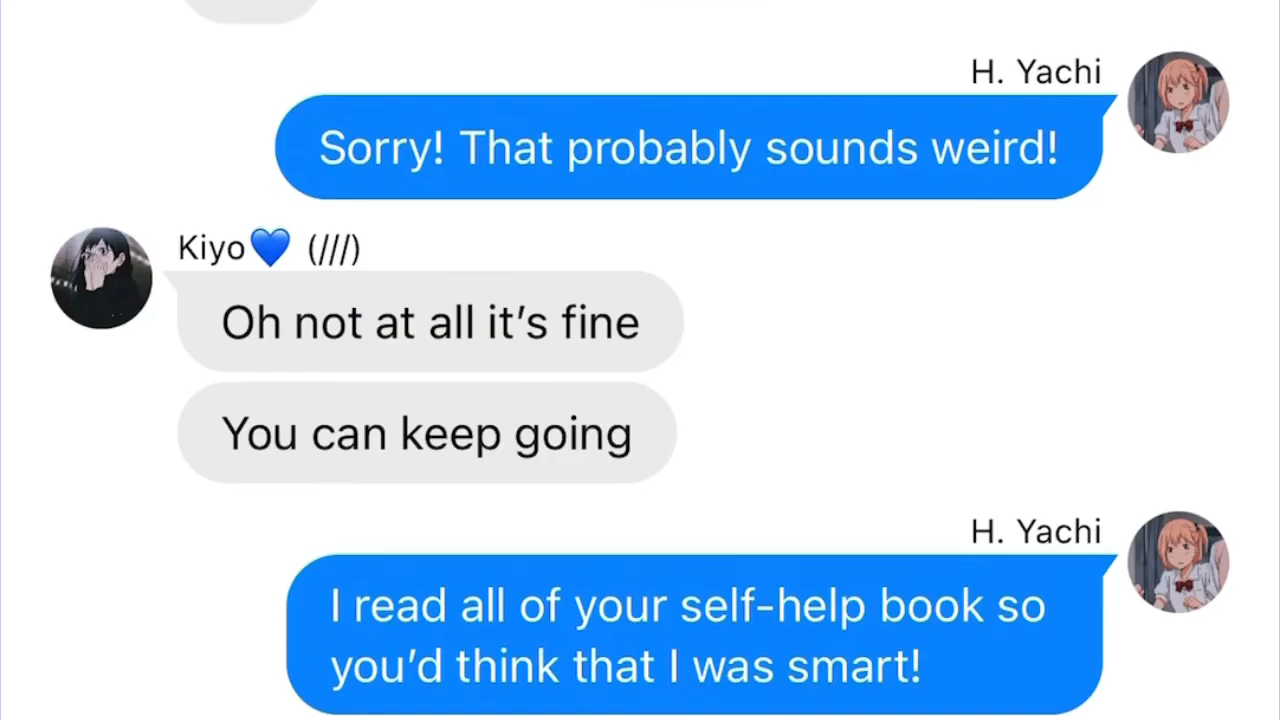 H. Yachi
Sorry! That probably sounds weird!
Kiyo💙 (///)
Oh not at all it’s fine
You can keep going
H. Yachi
I read all of your self-help book so
you’d think that I was smart!